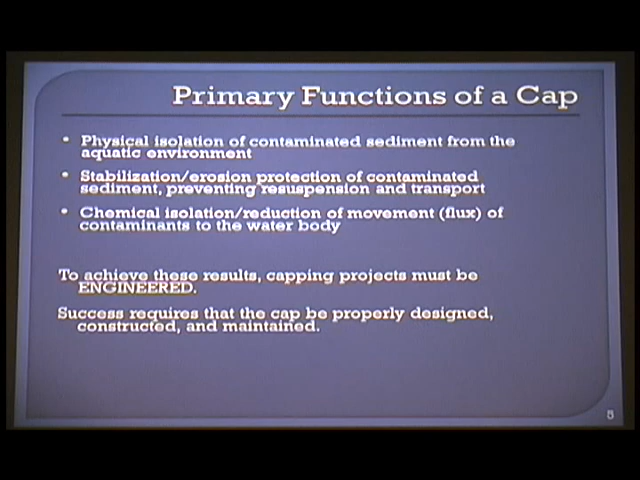 Primary Functions of a Cap
• Physical isolation of contaminated sediment from the
aquatic environment
• Stabilization/erosion protection of contaminated
sediment, preventing resuspension and transport
• Chemical isolation/reduction of movement (flux) of
contaminants to the water body
To achieve these results, capping projects must be
ENGINEERED.
Success requires that the cap be properly designed,
constructed, and maintained.
5